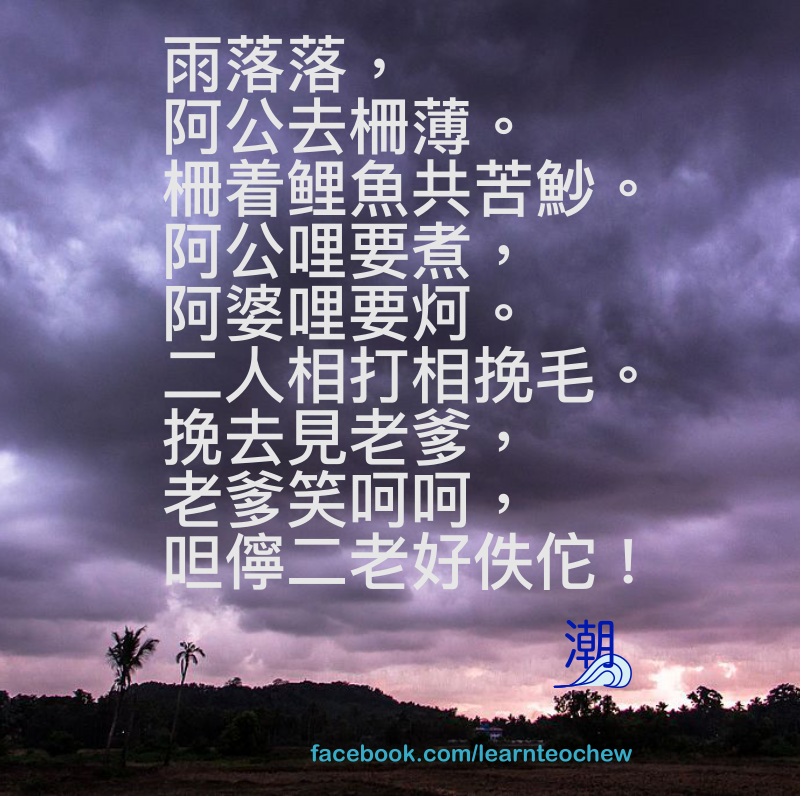 雨落落，
阿公去柵薄。
柵着鲤魚共苦魦。
阿公哩要煮，
阿婆哩要炣。
二人相打相挽毛。
挽去見老爹，
老爹笑呵呵，
呾儜二老好佚佗！
潮
facebook.com/learnteochew